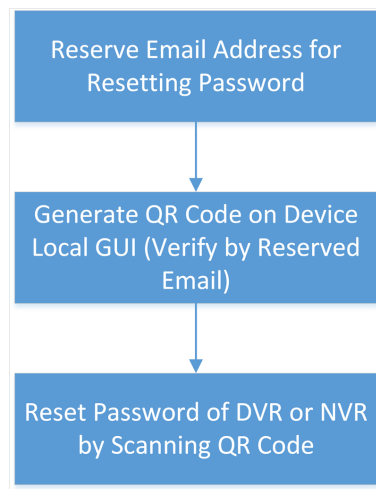 Reserve Email Address for
Resetting Password
Generate QR Code on Device
Local GUI (Verify by Reserved
Email)
Reset Password of DVR or NVR
by Scanning QR Code